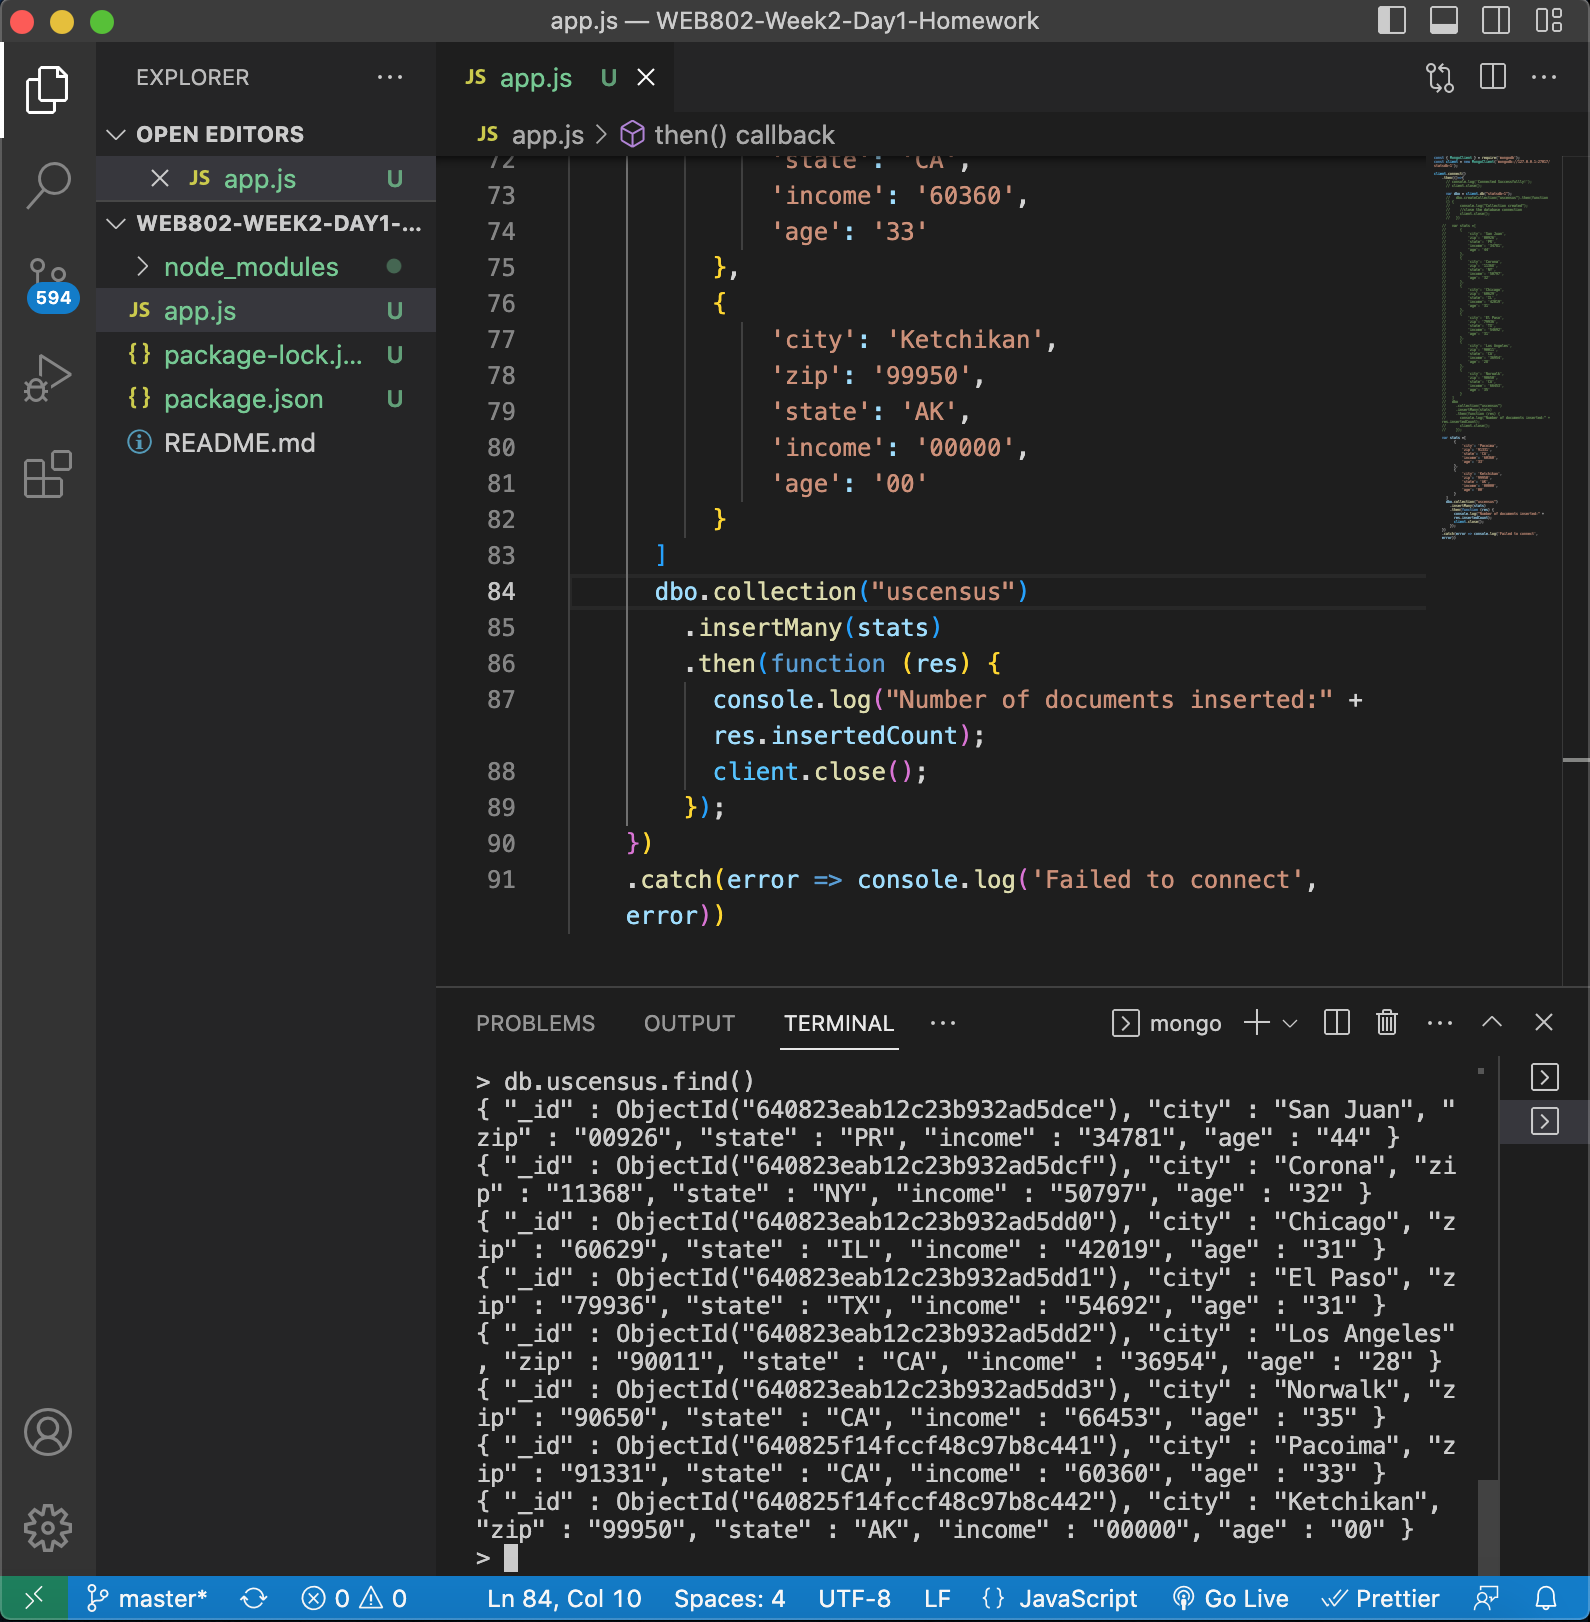 app.js — WEB802-Week2-Day1-Homework
EXPLORER
OPEN EDITORS
JS app.js U
WEB802-WEEK2-DAY1-...
node_modules
JS app.js U
{} package-lock.j... U
{} package.json U
README.md
594
JS app.js U
JS app.js > then() callback
72 'state': 'CA',
73 'income': '60360',
74 'age': '33'
75 },
76 {
77 'city': 'Ketchikan',
78 'zip': '99950',
79 'state': 'AK',
80 'income': '00000',
81 'age': '00'
82 }
83 ]
84 dbo.collection("uscensus")
85 .insertMany(stats)
86 .then(function (res) {
87 console.log("Number of documents inserted:" +
res.insertedCount);
88 client.close();
89 });
90 })
91 .catch(error => console.log('Failed to connect',
error))
PROBLEMS OUTPUT TERMINAL mongo
> db.uscensus.find()
{ "_id" : ObjectId("640823eab12c23b932ad5dce"), "city" : "San Juan", "
zip" : "00926", "state" : "PR", "income" : "34781", "age" : "44" }
{ "_id" : ObjectId("640823eab12c23b932ad5dcf"), "city" : "Corona", "zi
p" : "11368", "state" : "NY", "income" : "50797", "age" : "32" }
{ "_id" : ObjectId("640823eab12c23b932ad5dd0"), "city" : "Chicago", "z
ip" : "60629", "state" : "IL", "income" : "42019", "age" : "31" }
{ "_id" : ObjectId("640823eab12c23b932ad5dd1"), "city" : "El Paso", "z
ip" : "79936", "state" : "TX", "income" : "54692", "age" : "31" }
{ "_id" : ObjectId("640823eab12c23b932ad5dd2"), "city" : "Los Angeles"
, "zip" : "90011", "state" : "CA", "income" : "36954", "age" : "28" }
{ "_id" : ObjectId("640823eab12c23b932ad5dd3"), "city" : "Norwalk", "z
ip" : "90650", "state" : "CA", "income" : "66453", "age" : "35" }
{ "_id" : ObjectId("640825f14fccf48c97b8c441"), "city" : "Pacoima", "z
ip" : "91331", "state" : "CA", "income" : "60360", "age" : "33" }
{ "_id" : ObjectId("640825f14fccf48c97b8c442"), "city" : "Ketchikan",
"zip" : "99950", "state" : "AK", "income" : "00000", "age" : "00" }
>
master* 0 0 Ln 84, Col 10 Spaces: 4 UTF-8 LF {} JavaScript Go Live Prettier